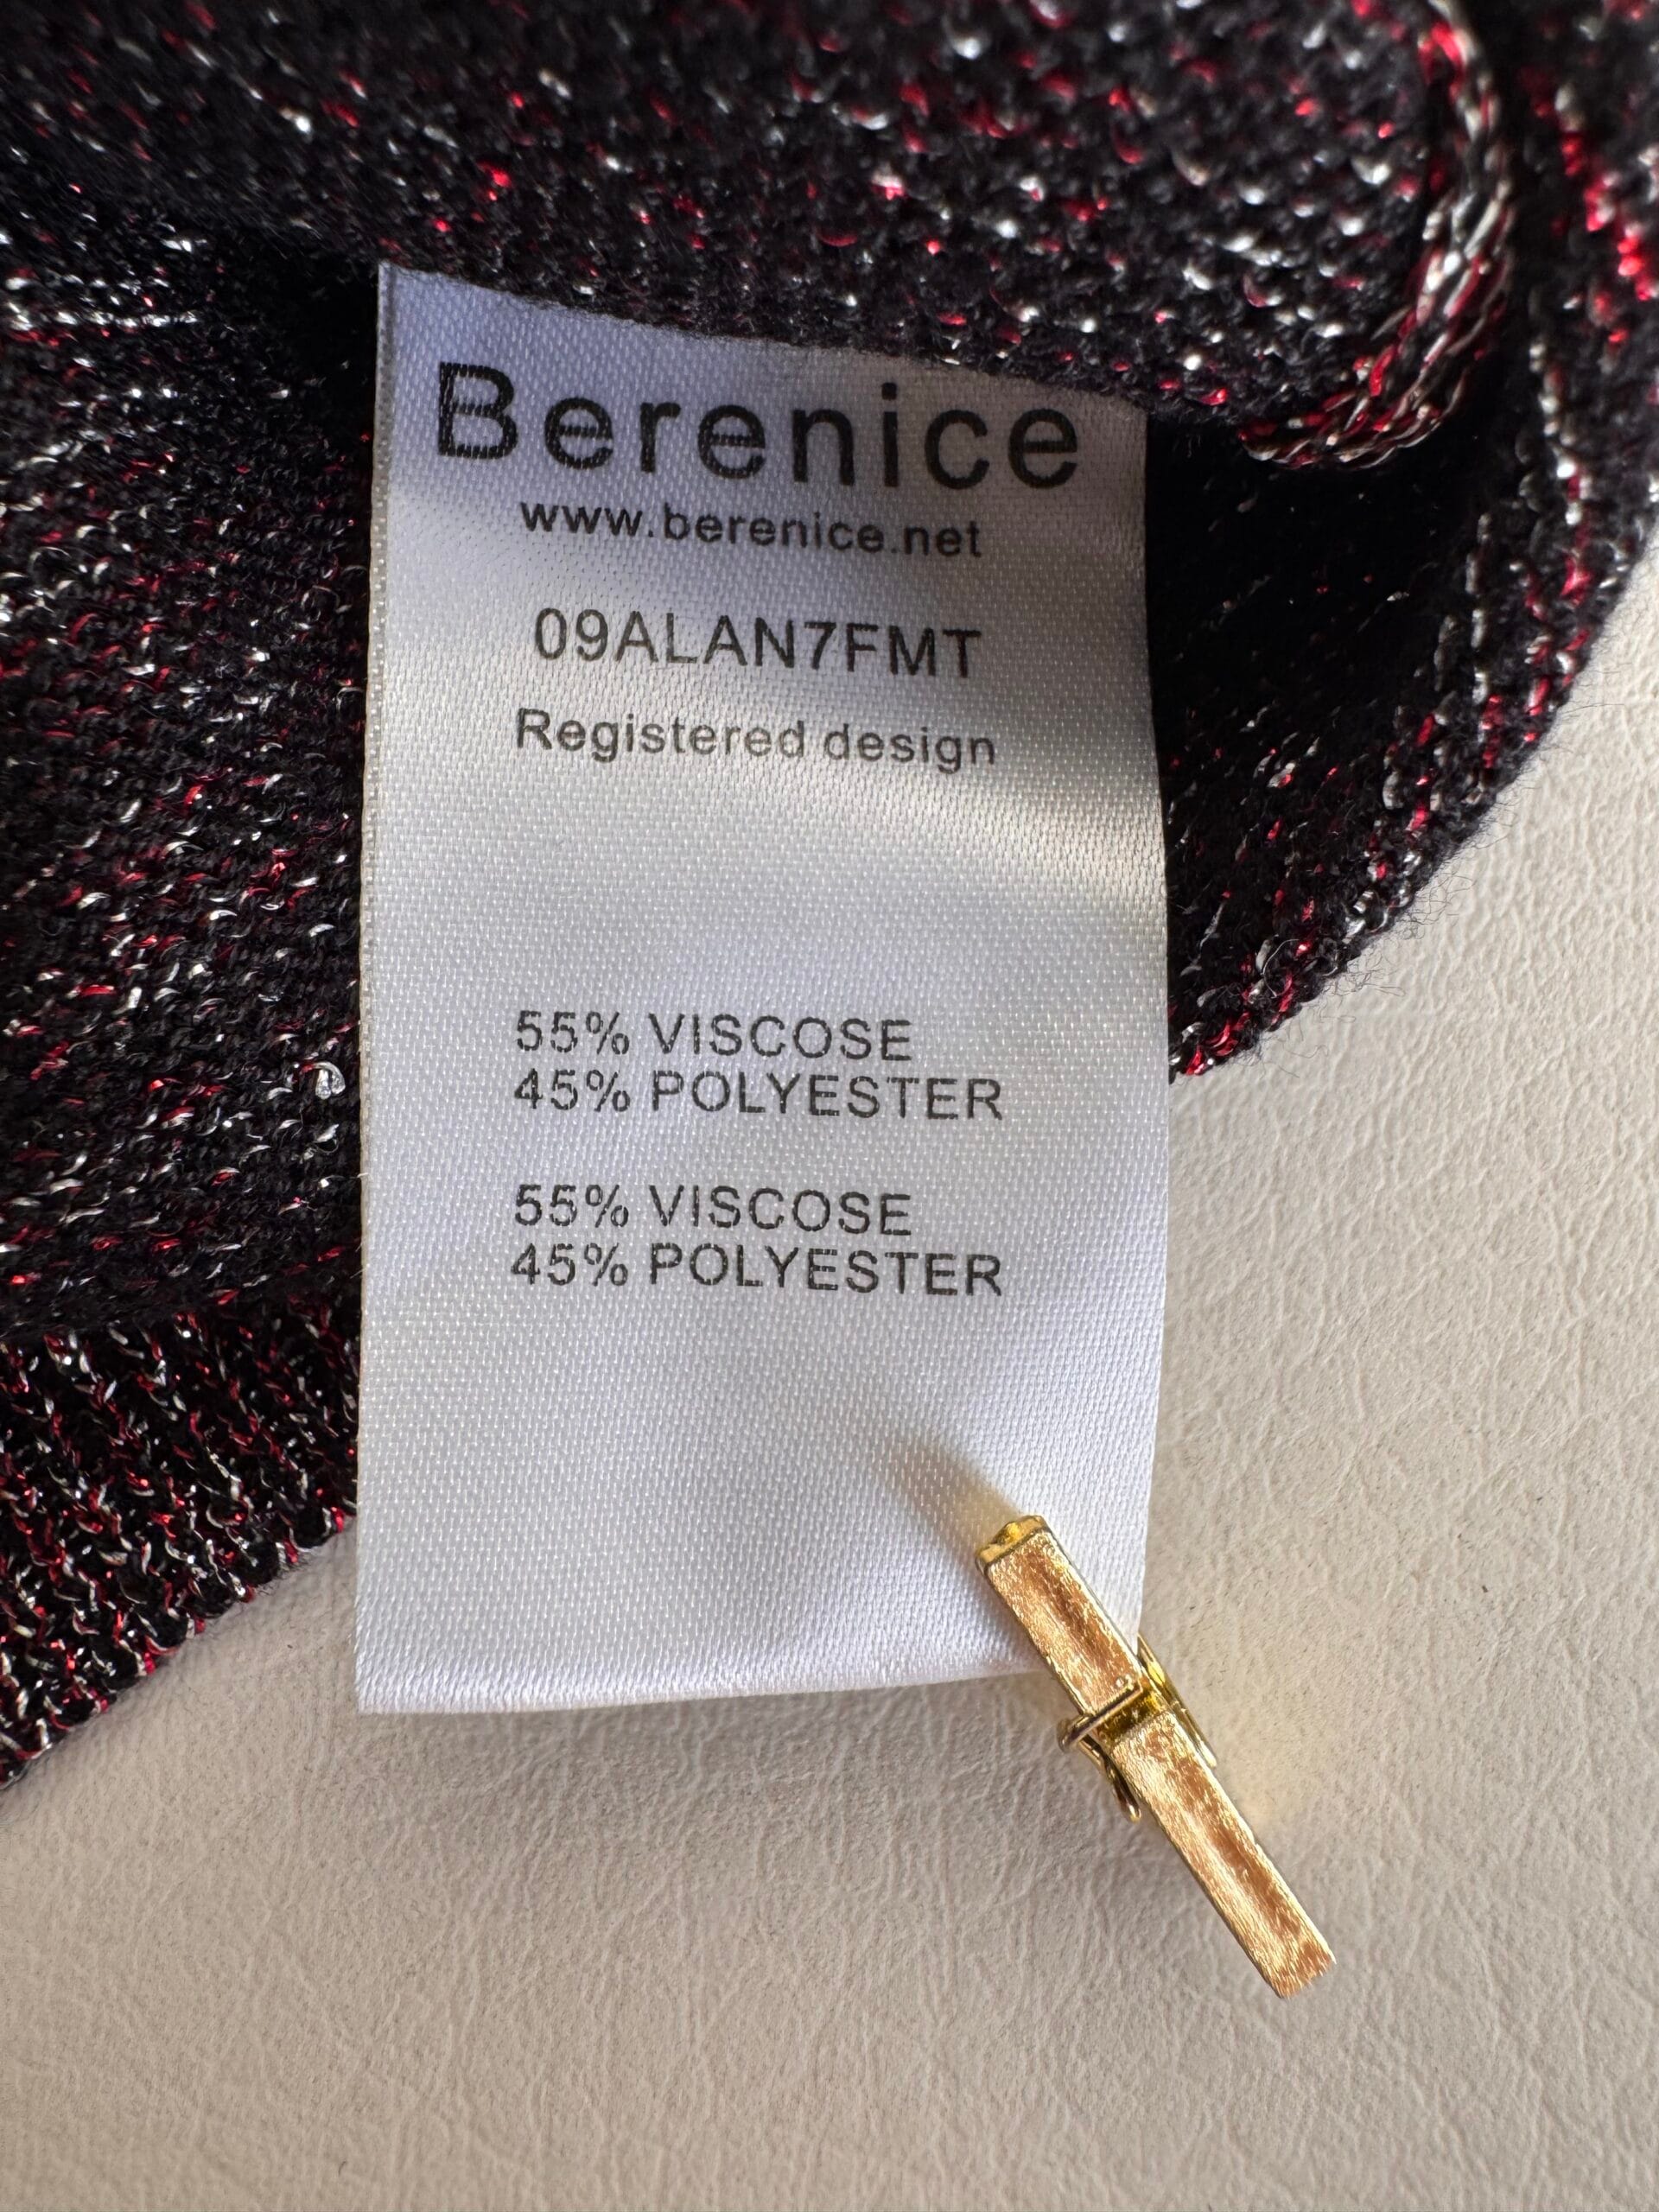 Berenice
www.berenice.net
09ALAN7FMT
Registered design
55% VISCOSE
45% POLYESTER
55% VISCOSE
45% POLYESTER